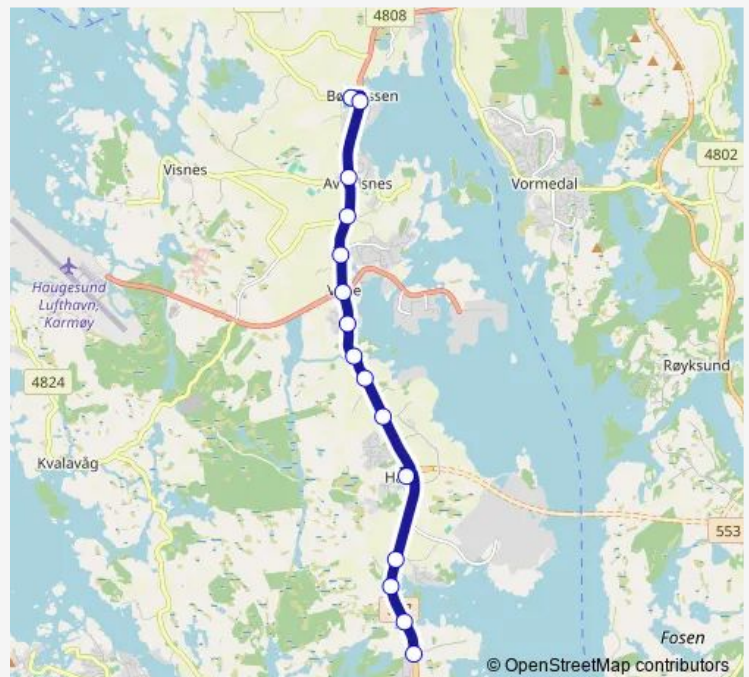 4808
Visnes
4802
Vormedal
Haugesund
Lufthavn,
Karmøy
Røyksund
4824
Kvalavåg
553
Fosen
© OpenStreetMap contributors